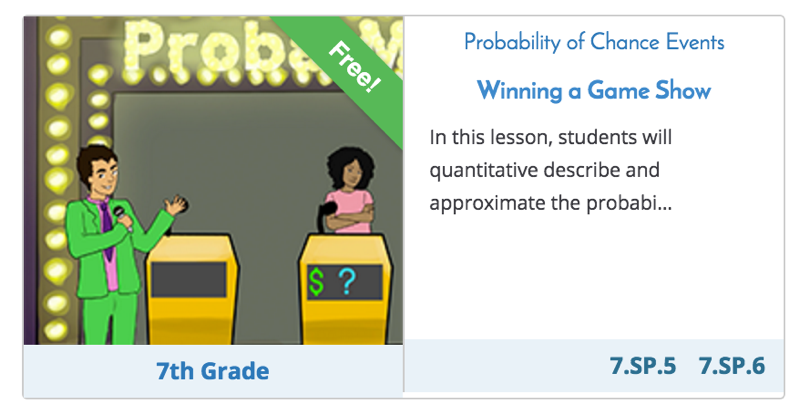 Proba M
Free!
Probability of Chance Events
Winning a Game Show
In this lesson, students will
quantitative describe and
approximate the probabi...
$ ?
7th Grade
7.SP.5 7.SP.6